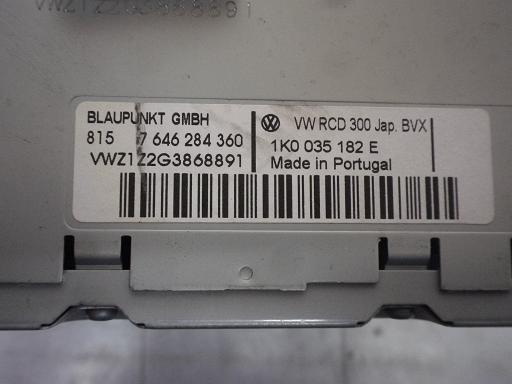 VWZ1Z2G3868891
BLAUPUNKT GMBH
815 7 646 284 360
VWZ1Z2G3868891
VW RCD 300 Jap. BVX
1K0 035 182 E
Made in Portugal